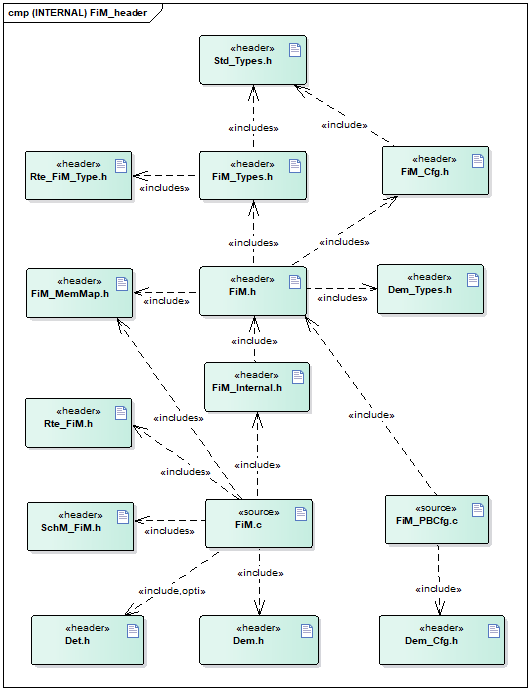 cmp (INTERNAL) FiM_header
«header»
Std_Types.h
«includes»
«include»
«header»
Rte_FiM_Type.h
«includes»
«header»
FiM_Types.h
«header»
FiM_Cfg.h
«includes»
«includes»
«header»
FiM_MemMap.h
«include»
«header»
FiM.h
«includes»
«header»
Dem_Types.h
«include»
«header»
FiM_Internal.h
«header»
Rte_FiM.h
«includes»
«include»
«includes»
«include»
«header»
SchM_FiM.h
«includes»
«source»
FiM.c
«source»
FiM_PBCfg.c
«include,opti»
«include»
«include»
«header»
Det.h
«header»
Dem.h
«header»
Dem_Cfg.h